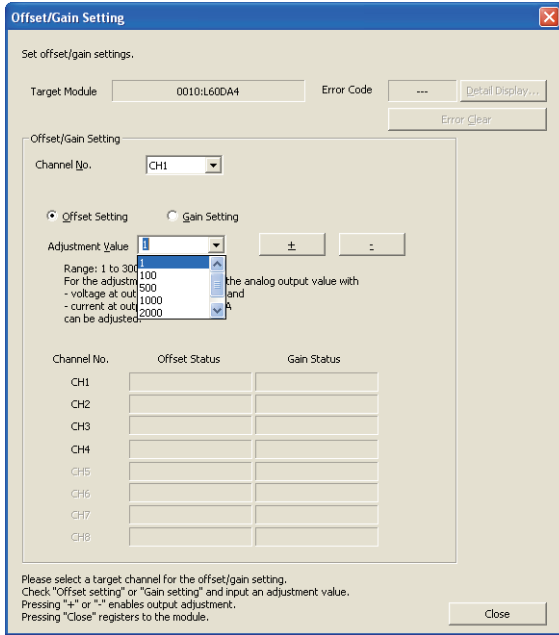 Offset/Gain Setting
Set offset/gain settings.
Target Module 0010:L60DA4 Error Code --- Detail Display...
Error Clear
Offset/Gain Setting
Channel No. CH1
Offset Setting Gain Setting
Adjustment Value 1 + -
1
100
500
1000
2000
Range: 1 to 300
For the adjustm the analog output value with
- voltage at out and
- current at outp A
can be adjusted.
Channel No. Offset Status Gain Status
CH1
CH2
CH3
CH4
CH5
CH6
CH7
CH8
Please select a target channel for the offset/gain setting.
Check "Offset setting" or "Gain setting" and input an adjustment value.
Pressing "+" or "-" enables output adjustment.
Pressing "Close" registers to the module.
Close